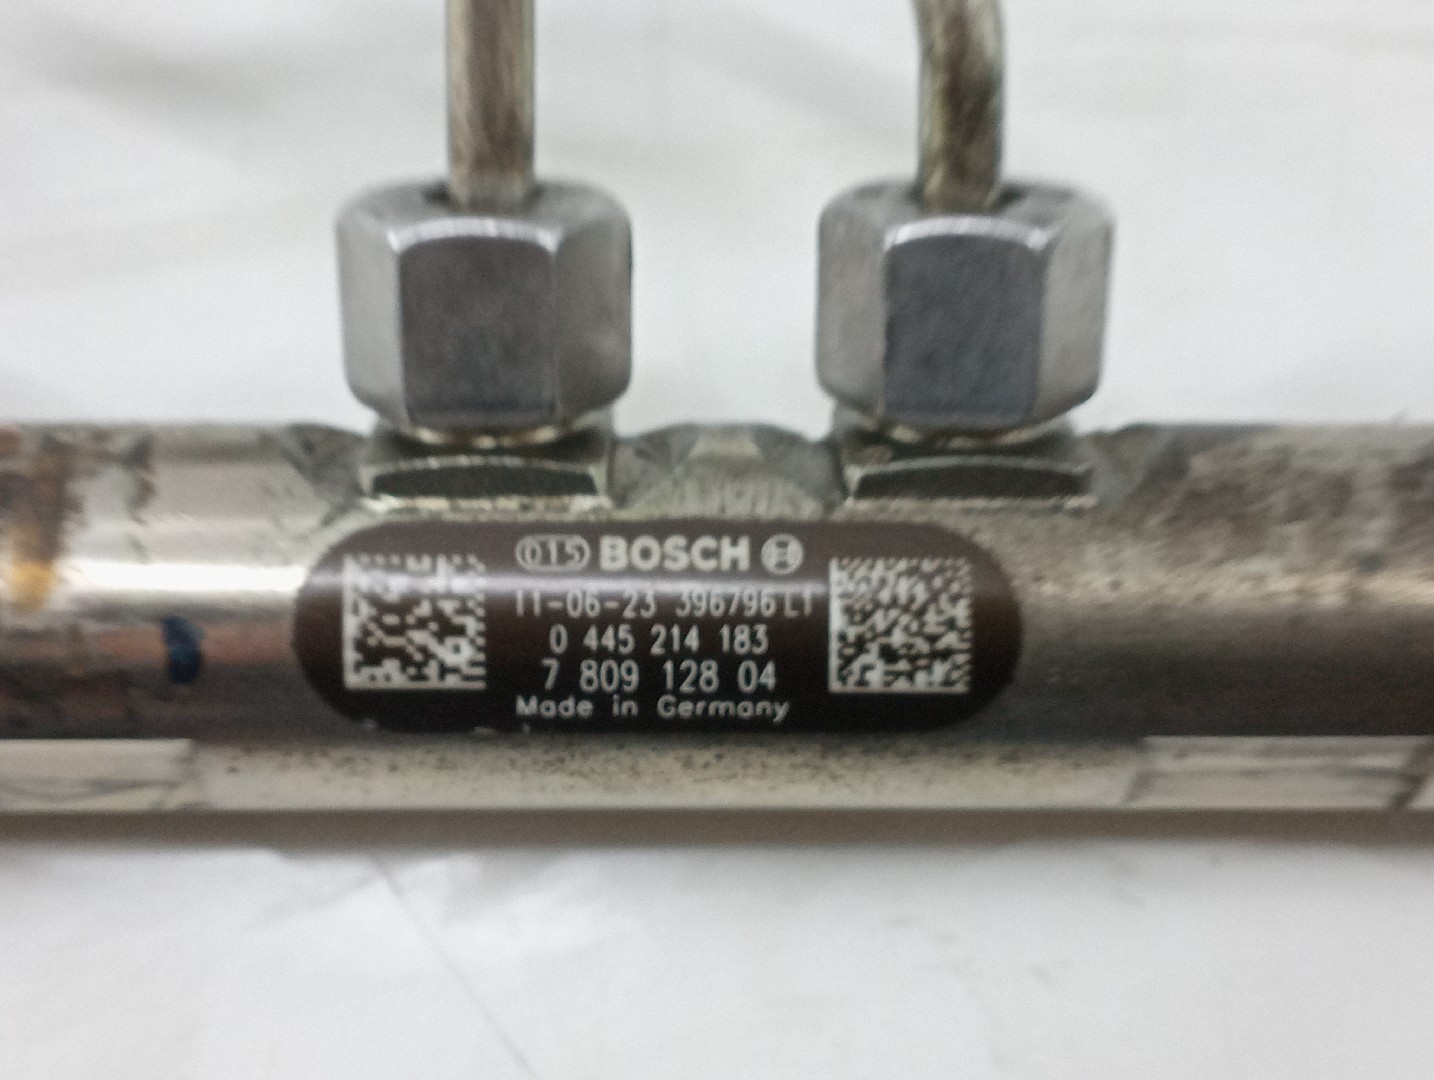 015 BOSCH
11-06-23 396796 L1
0 445 214 183
7 809 128 04
Made in Germany